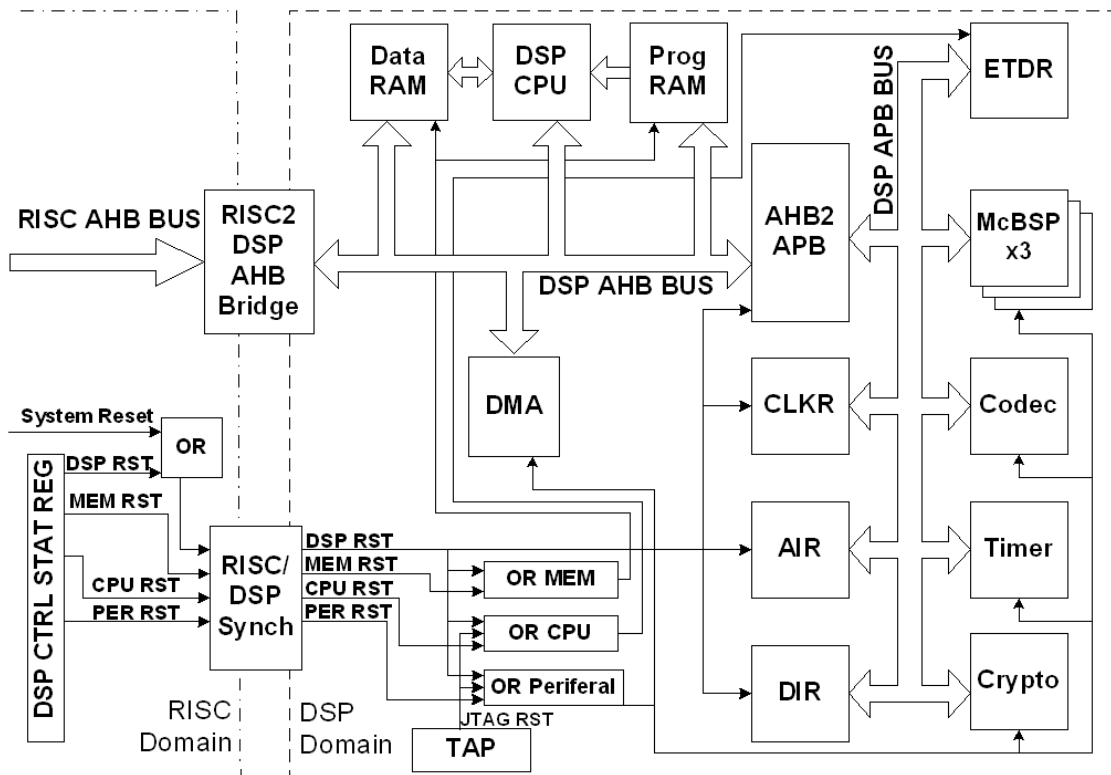 Data
RAM
DSP
CPU
Prog
RAM
ETDR
DSP APB BUS
RISC AHB BUS
RISC2
DSP
AHB
Bridge
AHB2
APB
McBSP
x3
DSP AHB BUS
DMA
CLKR
Codec
System Reset
OR
DSP RST
MEM RST
CPU RST
PER RST
DSP CTRL STAT REG
RISC/
DSP
Synch
DSP RST
MEM RST
CPU RST
PER RST
OR MEM
OR CPU
OR Periferal
JTAG RST
TAP
AIR
Timer
DIR
Crypto
RISC
Domain
DSP
Domain